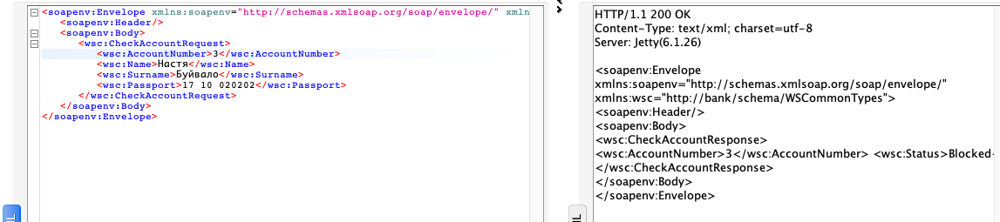 <soapenv:Envelope xmlns:soapenv="http://schemas.xmlsoap.org/soap/envelope/" xmln
<soapenv:Header/>
<soapenv:Body>
<wsc:CheckAccountRequest>
<wsc:AccountNumber>3</wsc:AccountNumber>
<wsc:Name>Настя</wsc:Name>
<wsc:Surname>Буйвало</wsc:Surname>
<wsc:Passport>17 10 020202</wsc:Passport>
</wsc:CheckAccountRequest>
</soapenv:Body>
</soapenv:Envelope>
HTTP/1.1 200 OK
Content-Type: text/xml; charset=utf-8
Server: Jetty(6.1.26)
<soapenv:Envelope
xmlns:soapenv="http://schemas.xmlsoap.org/soap/envelope/"
xmlns:wsc="http://bank/schema/WSCommonTypes">
<soapenv:Header/>
<soapenv:Body>
<wsc:CheckAccountResponse>
<wsc:AccountNumber>3</wsc:AccountNumber> <wsc:Status>Blocked
</wsc:CheckAccountResponse>
</soapenv:Body>
</soapenv:Envelope>